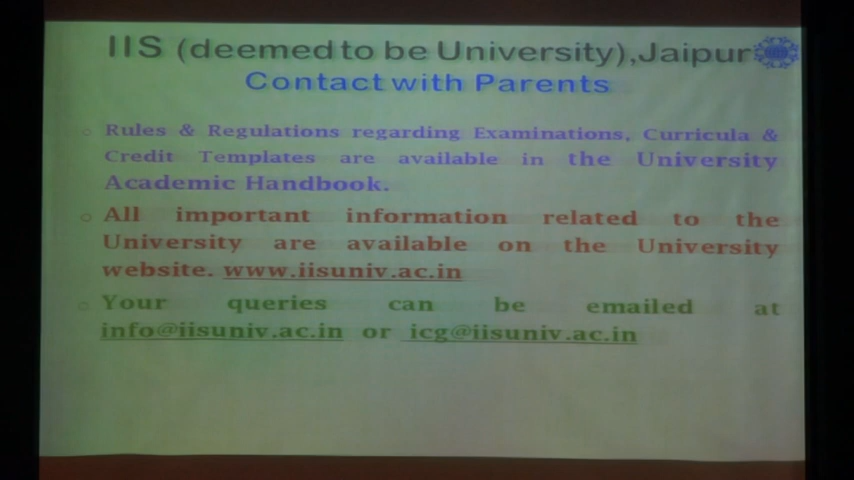 IIS (deemed to be University),Jaipur
Contact with Parents
Rules & Regulations regarding Examinations, Curricula &
Credit Templates are available in the University
Academic Handbook.
All important information related to the
University are available on the University
website. www.iisuniv.ac.in
Your queries can be emailed at
info@iisuniv.ac.in or icg@iisuniv.ac.in